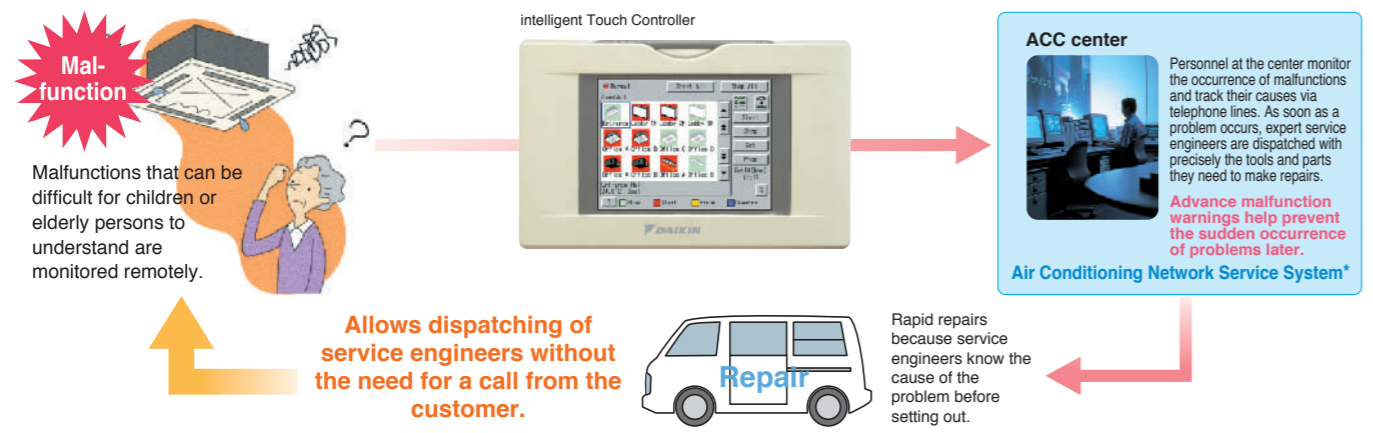 intelligent Touch Controller
Mal-
function
Malfunctions that can be
difficult for children or
elderly persons to
understand are
monitored remotely.
?
Stop
Set
DAIKIN
ACC center
Personnel at the center monitor
the occurrence of malfunctions
and track their causes via
telephone lines. As soon as a
problem occurs, expert service
engineers are dispatched with
precisely the tools and parts
they need to make repairs.
Advance malfunction
warnings help prevent
the sudden occurrence
of problems later.
Air Conditioning Network Service System*
Rapid repairs
because service
engineers know the
cause of the
problem before
setting out.
Repair
Allows dispatching of
service engineers without
the need for a call from the
customer.